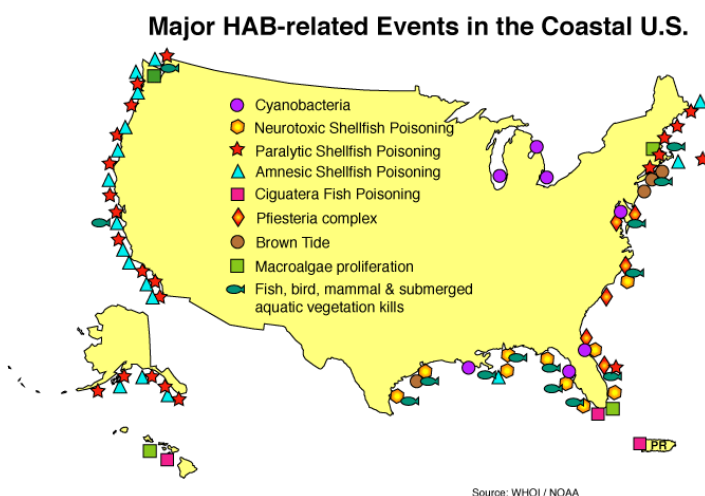 Major HAB-related Events in the Coastal U.S.
Cyanobacteria
Neurotoxic Shellfish Poisoning
Paralytic Shellfish Poisoning
Amnesic Shellfish Poisoning
Ciguatera Fish Poisoning
Pfiesteria complex
Brown Tide
Macroalgae proliferation
Fish, bird, mammal & submerged
aquatic vegetation kills
PR
Source: WHOI / NOAA